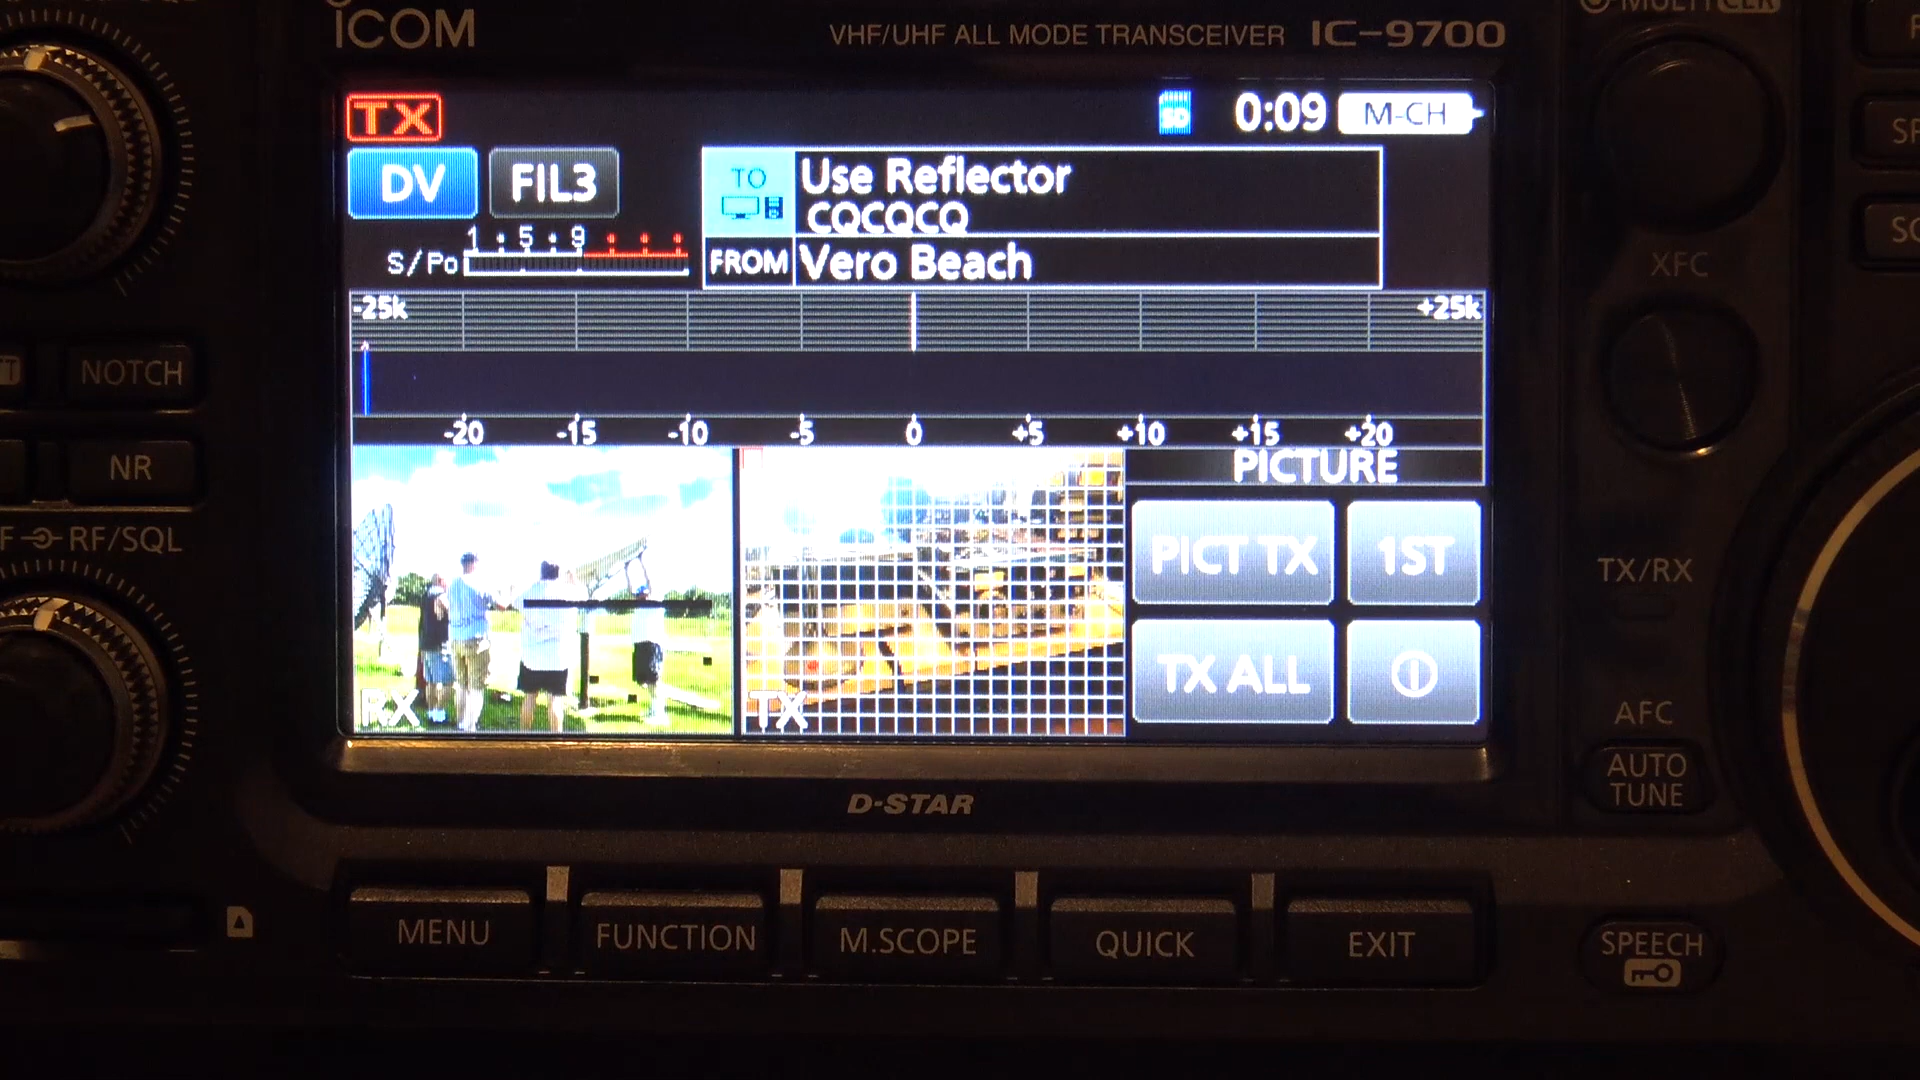 ICOM
VHF/UHF ALL MODE TRANSCEIVER IC-9700
TX
SD
0:09
M-CH
DV
FIL3
TO
Use Reflector
CQCQCQ
FROM
Vero Beach
1 5 9
S/Po
-25k
+25k
-20 -15 -10 -5 0 +5 +10 +15 +20
PICTURE
PICT TX
1ST
TX ALL
RX
TX
D-STAR
NOTCH
NR
RF/SQL
MENU
FUNCTION
M.SCOPE
QUICK
EXIT
XFC
TX/RX
AFC
AUTO
TUNE
SPEECH